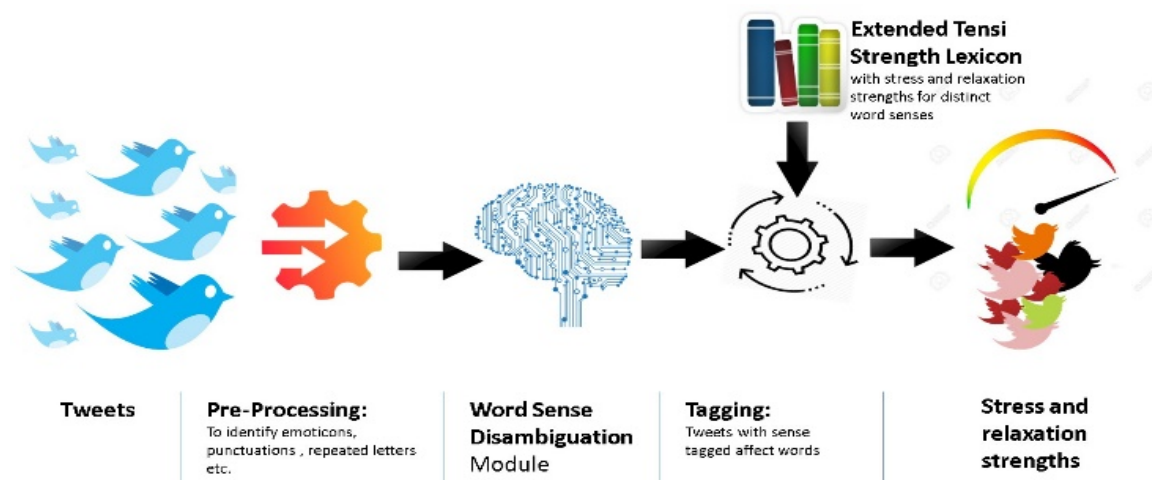 Extended Tensi
Strength Lexicon
with stress and relaxation
strengths for distinct
word senses
Tweets
Pre-Processing:
To identify emoticons,
punctuations , repeated letters
etc.
Word Sense
Disambiguation
Module
Tagging:
Tweets with sense
tagged affect words
Stress and
relaxation
strengths